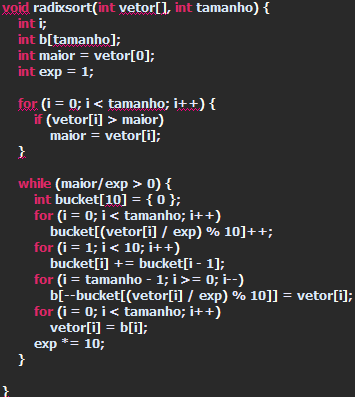 void radixsort(int vetor[], int tamanho) {
int i;
int b[tamanho];
int maior = vetor[0];
int exp = 1;
for (i = 0; i < tamanho; i++) {
if (vetor[i] > maior)
maior = vetor[i];
}
while (maior/exp > 0) {
int bucket[10] = { 0 };
for (i = 0; i < tamanho; i++)
bucket[(vetor[i] / exp) % 10]++;
for (i = 1; i < 10; i++)
bucket[i] += bucket[i - 1];
for (i = tamanho - 1; i >= 0; i--)
b[--bucket[(vetor[i] / exp) % 10]] = vetor[i];
for (i = 0; i < tamanho; i++)
vetor[i] = b[i];
exp *= 10;
}
}